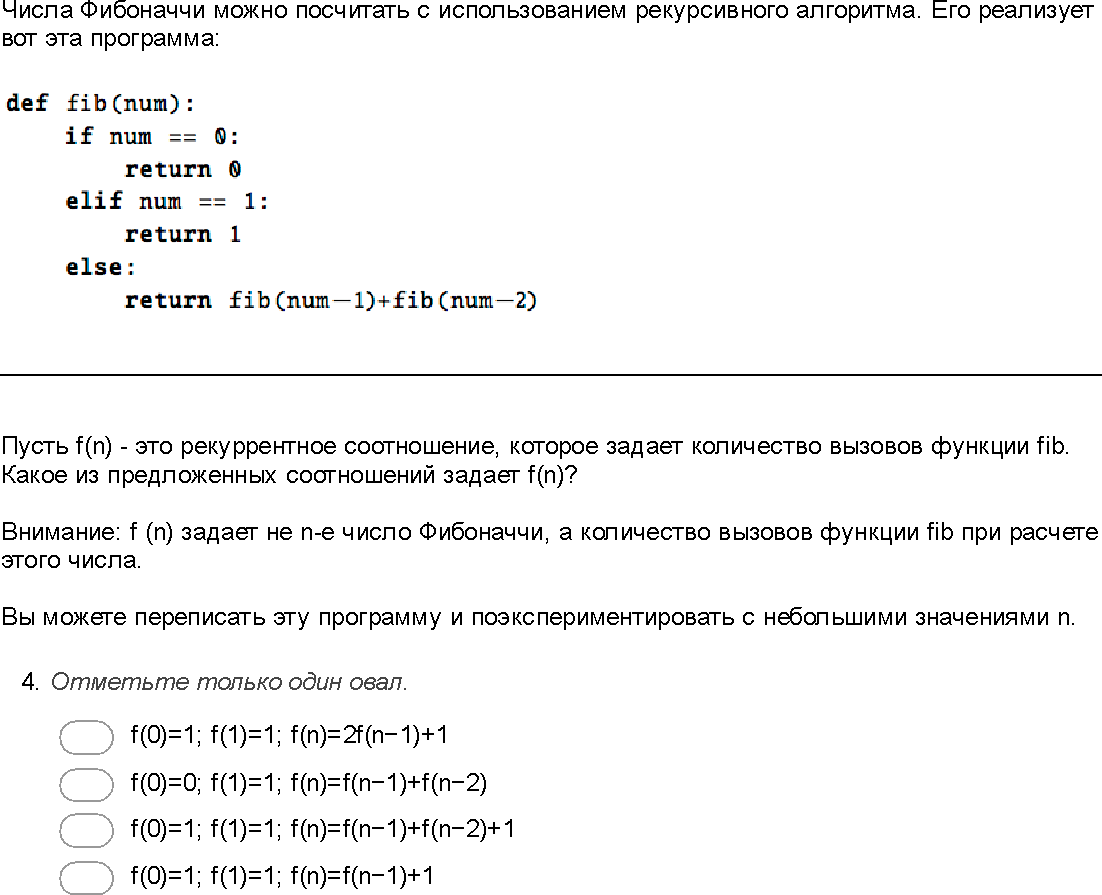 Числа Фибоначчи можно посчитать с использованием рекурсивного алгоритма. Его реализует
вот эта программа:
def fib(num):
    if num == 0:
        return 0
    elif num == 1:
        return 1
    else:
        return fib(num−1)+fib(num−2)
Пусть f(n) - это рекуррентное соотношение, которое задает количество вызовов функции fib.
Какое из предложенных соотношений задает f(n)?
Внимание: f (n) задает не n-е число Фибоначчи, а количество вызовов функции fib при расчете
этого числа.
Вы можете переписать эту программу и поэкспериментировать с небольшими значениями n.
4. Отметьте только один овал.
f(0)=1; f(1)=1; f(n)=2f(n−1)+1
f(0)=0; f(1)=1; f(n)=f(n−1)+f(n−2)
f(0)=1; f(1)=1; f(n)=f(n−1)+f(n−2)+1
f(0)=1; f(1)=1; f(n)=f(n−1)+1